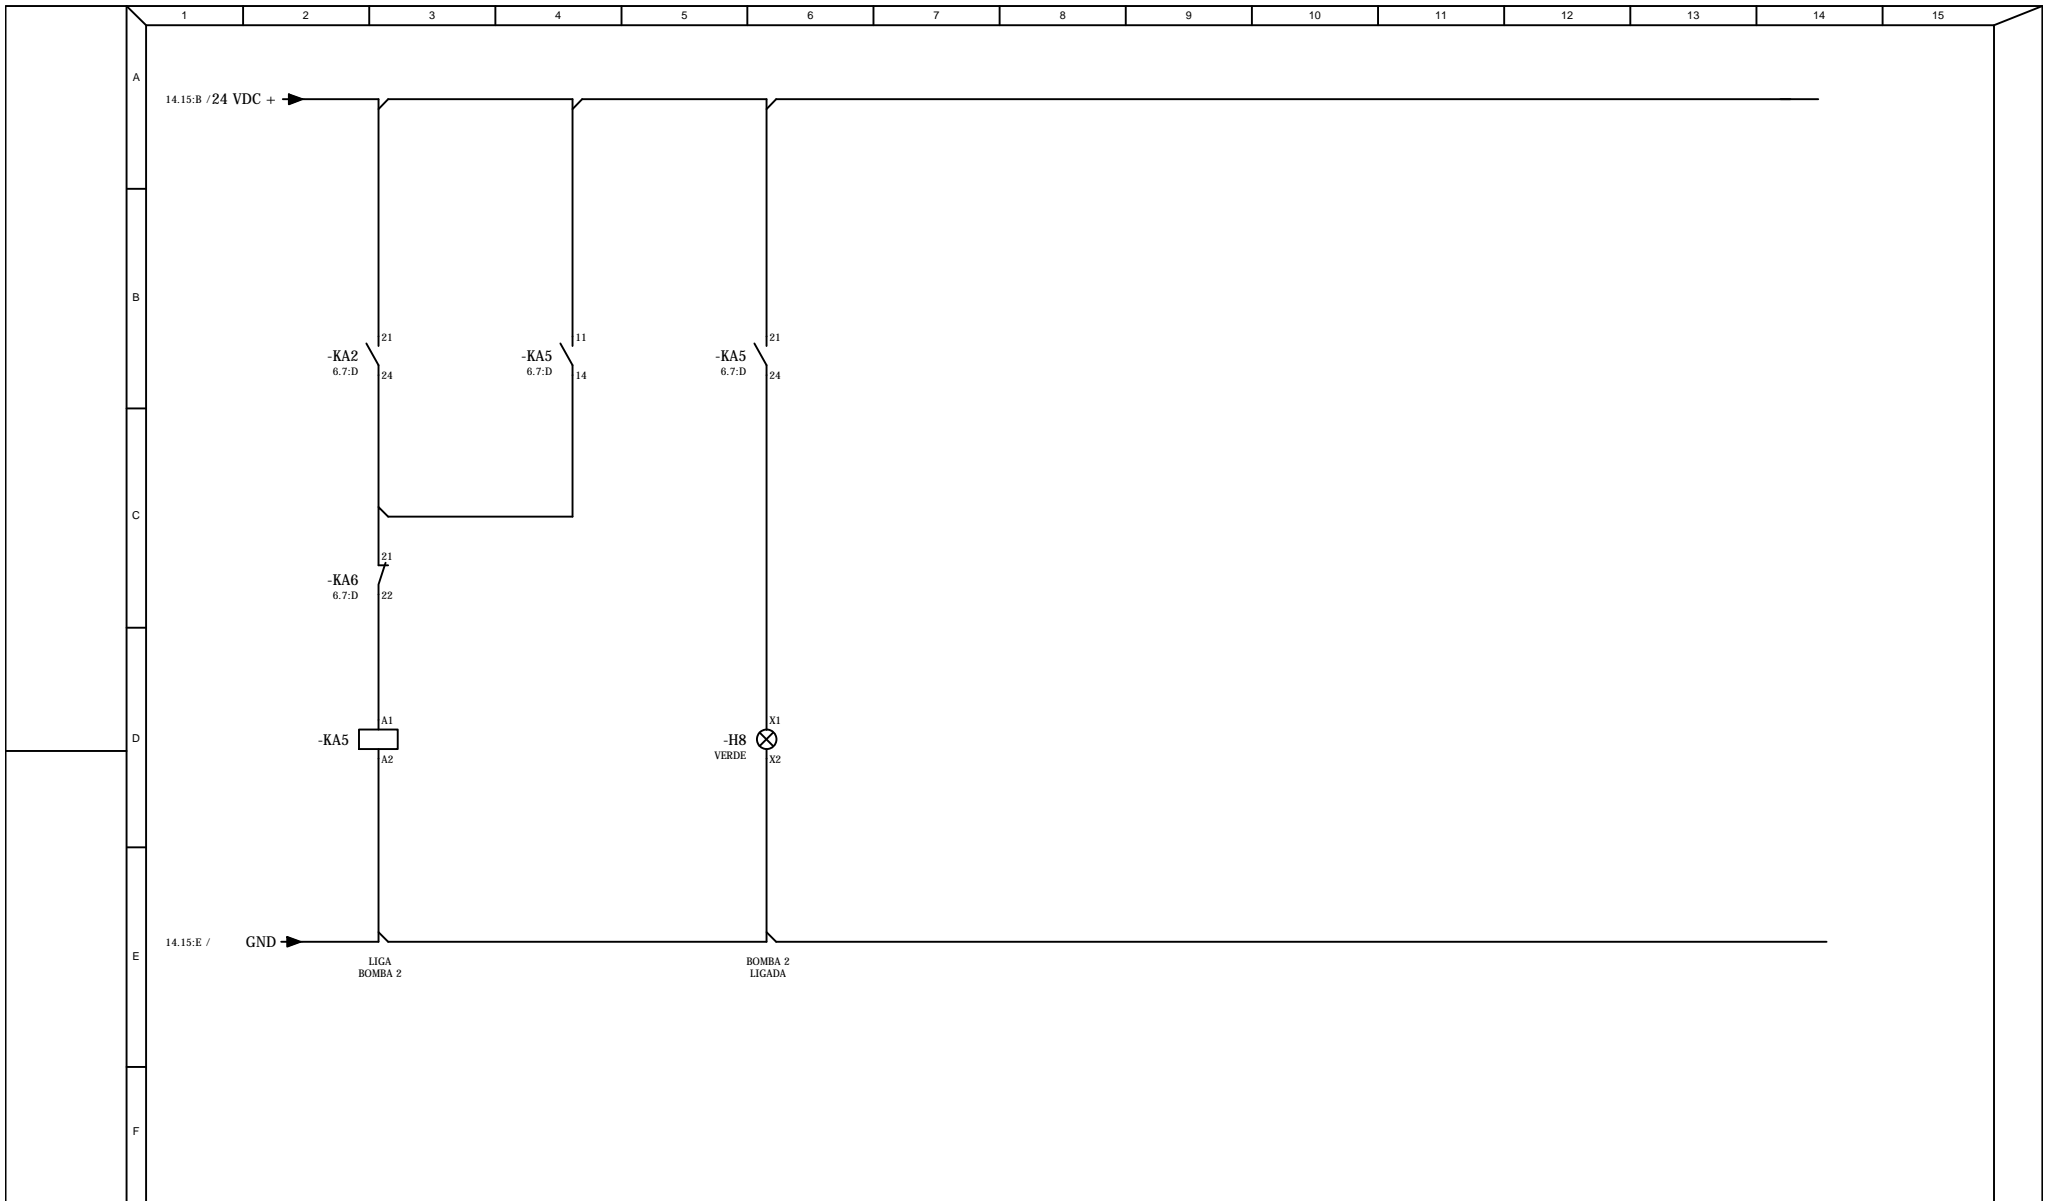 1 2 3 4 5 6 7 8 9 10 11 12 13 14 15
A
14.15:B / 24 VDC +
B
21 11 21
-KA2 -KA5 -KA5
6.7:D 6.7:D 6.7:D
24 14 24
C
21
-KA6
6.7:D 22
A1 X1
D -KA5 -H8
VERDE
A2 X2
14.15:E / GND
E
LIGA BOMBA 2
BOMBA 2 LIGADA
F